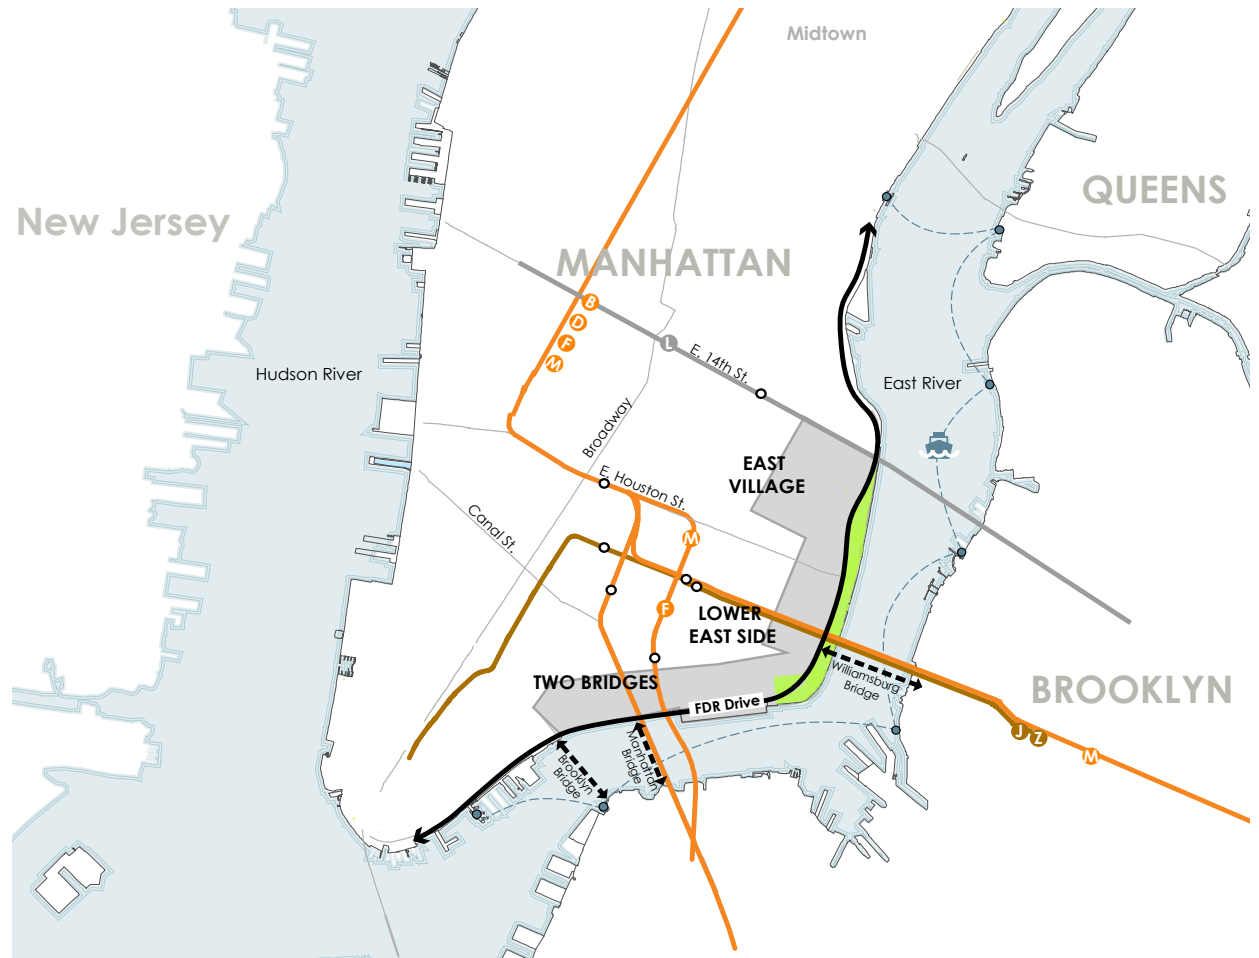 Midtown
QUEENS
New Jersey
MANHATTAN
B
D
F
M
L
E. 14th St.
Hudson River
East River
Broadway
EAST
VILLAGE
E. Houston St.
Canal St.
M
F
LOWER
EAST SIDE
TWO BRIDGES
Williamsburg
Bridge
BROOKLYN
FDR Drive
J
Z
M
Manhattan
Bridge
Brooklyn
Bridge